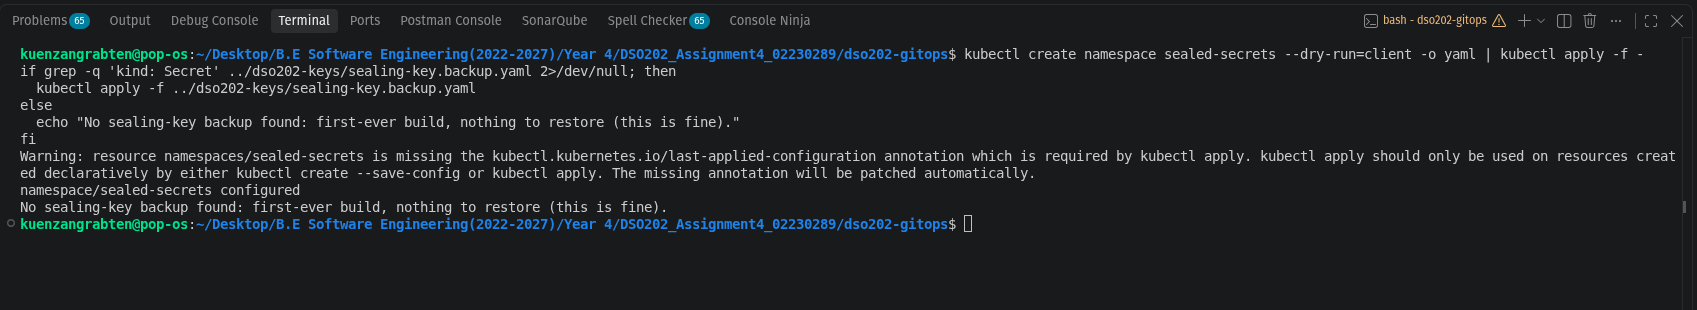 Problems 65 Output Debug Console Terminal Ports Postman Console SonarQube Spell Checker 65 Console Ninja bash - dso202-gitops
kuenzangrabten@pop-os:~/Desktop/B.E Software Engineering(2022-2027)/Year 4/DSO202_Assignment4_02230289/dso202-gitops$ kubectl create namespace sealed-secrets --dry-run=client -o yaml | kubectl apply -f -
if grep -q 'kind: Secret' ../dso202-keys/sealing-key.backup.yaml 2>/dev/null; then
  kubectl apply -f ../dso202-keys/sealing-key.backup.yaml
else
  echo "No sealing-key backup found: first-ever build, nothing to restore (this is fine)."
fi
Warning: resource namespaces/sealed-secrets is missing the kubectl.kubernetes.io/last-applied-configuration annotation which is required by kubectl apply. kubectl apply should only be used on resources creat
ed declaratively by either kubectl create --save-config or kubectl apply. The missing annotation will be patched automatically.
namespace/sealed-secrets configured
No sealing-key backup found: first-ever build, nothing to restore (this is fine).
kuenzangrabten@pop-os:~/Desktop/B.E Software Engineering(2022-2027)/Year 4/DSO202_Assignment4_02230289/dso202-gitops$